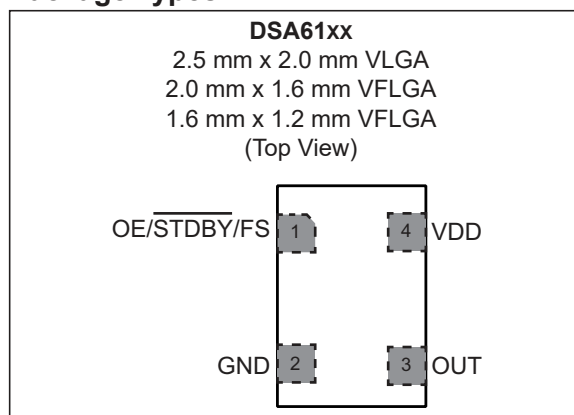 DSA61xx
2.5 mm x 2.0 mm VLGA
2.0 mm x 1.6 mm VFLGA
1.6 mm x 1.2 mm VFLGA
(Top View)
OE/STDBY/FS 1 4 VDD
GND 2 3 OUT